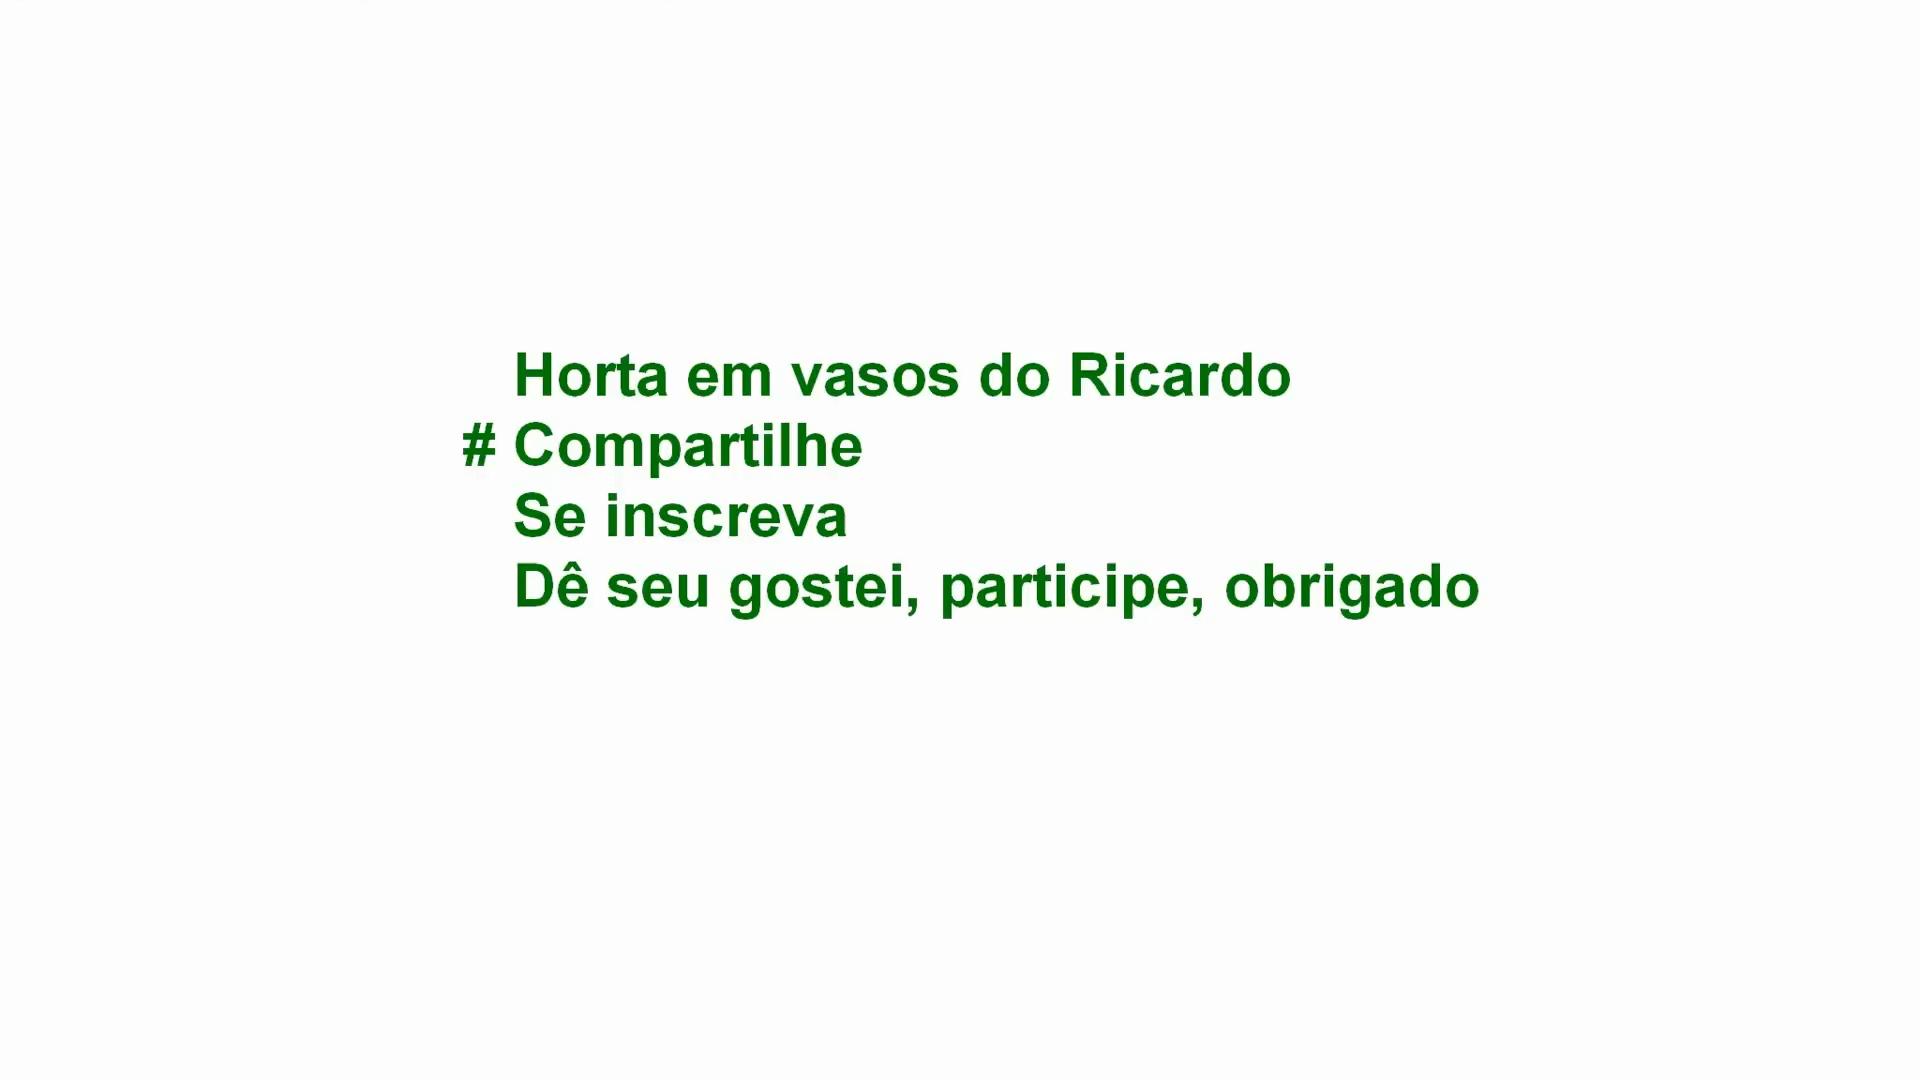 Horta em vasos do Ricardo
# Compartilhe
Se inscreva
Dê seu gostei, participe, obrigado